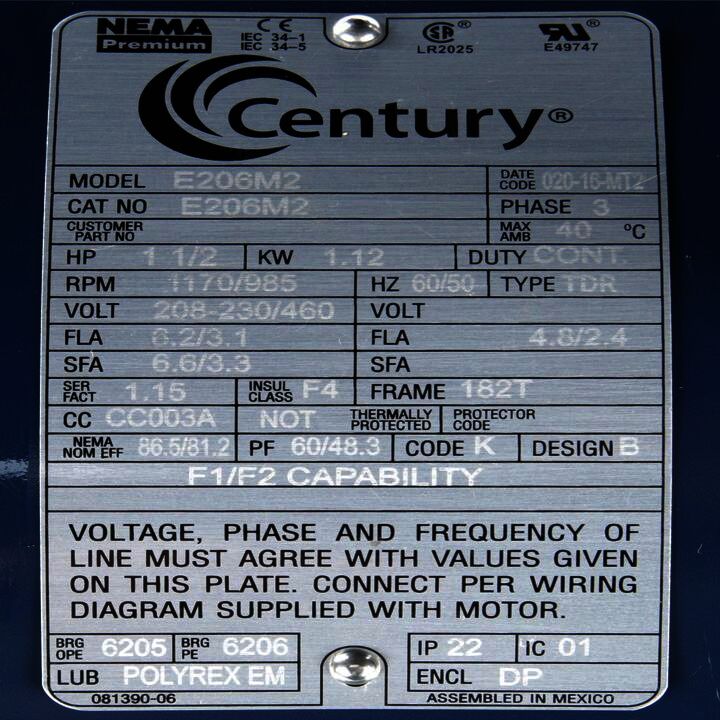 NEMA Premium CE IEC 34-1 IEC 34-5 SA® LR2025 RU® E49747
Century®
MODEL E206M2 DATE CODE 020-16-MT2
CAT NO E206M2 PHASE 3
CUSTOMER PART NO MAX AMB 40 °C
HP 1 1/2 KW 1.12 DUTY CONT.
RPM 1170/985 HZ 60/50 TYPE TDR
VOLT 208-230/460 VOLT
FLA 6.2/3.1 FLA 4.8/2.4
SFA 6.6/3.3 SFA
SER FACT 1.15 INSUL CLASS F4 FRAME 182T
CC CC003A NOT THERMALLY PROTECTED PROTECTOR CODE
NEMA NOM EFF 86.5/81.2 PF 60/48.3 CODE K DESIGN B
F1/F2 CAPABILITY
VOLTAGE, PHASE AND FREQUENCY OF
LINE MUST AGREE WITH VALUES GIVEN
ON THIS PLATE. CONNECT PER WIRING
DIAGRAM SUPPLIED WITH MOTOR.
BRG OPE 6205 BRG PE 6206 IP 22 IC 01
LUB POLYREX EM ENCL DP
081390-06 ASSEMBLED IN MEXICO